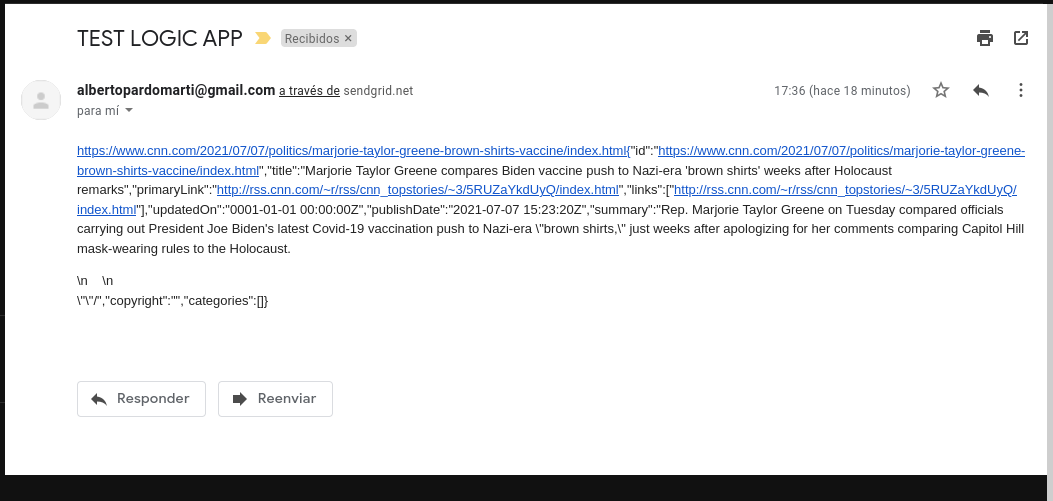 TEST LOGIC APP Recibidos ×
albertopardomarti@gmail.com a través de sendgrid.net 17:36 (hace 18 minutos)
para mí
https://www.cnn.com/2021/07/07/politics/marjorie-taylor-greene-brown-shirts-vaccine/index.html{"id":"https://www.cnn.com/2021/07/07/politics/marjorie-taylor-greene-
brown-shirts-vaccine/index.html","title":"Marjorie Taylor Greene compares Biden vaccine push to Nazi-era 'brown shirts' weeks after Holocaust
remarks","primaryLink":"http://rss.cnn.com/~r/rss/cnn_topstories/~3/5RUZaYkdUyQ/index.html","links":["http://rss.cnn.com/~r/rss/cnn_topstories/~3/5RUZaYkdUyQ/
index.html"],"updatedOn":"0001-01-01 00:00:00Z","publishDate":"2021-07-07 15:23:20Z","summary":"Rep. Marjorie Taylor Greene on Tuesday compared officials
carrying out President Joe Biden's latest Covid-19 vaccination push to Nazi-era \"brown shirts,\" just weeks after apologizing for her comments comparing Capitol Hill
mask-wearing rules to the Holocaust.
\n \n
\"\"/","copyright":"","categories":[]}
Responder Reenviar